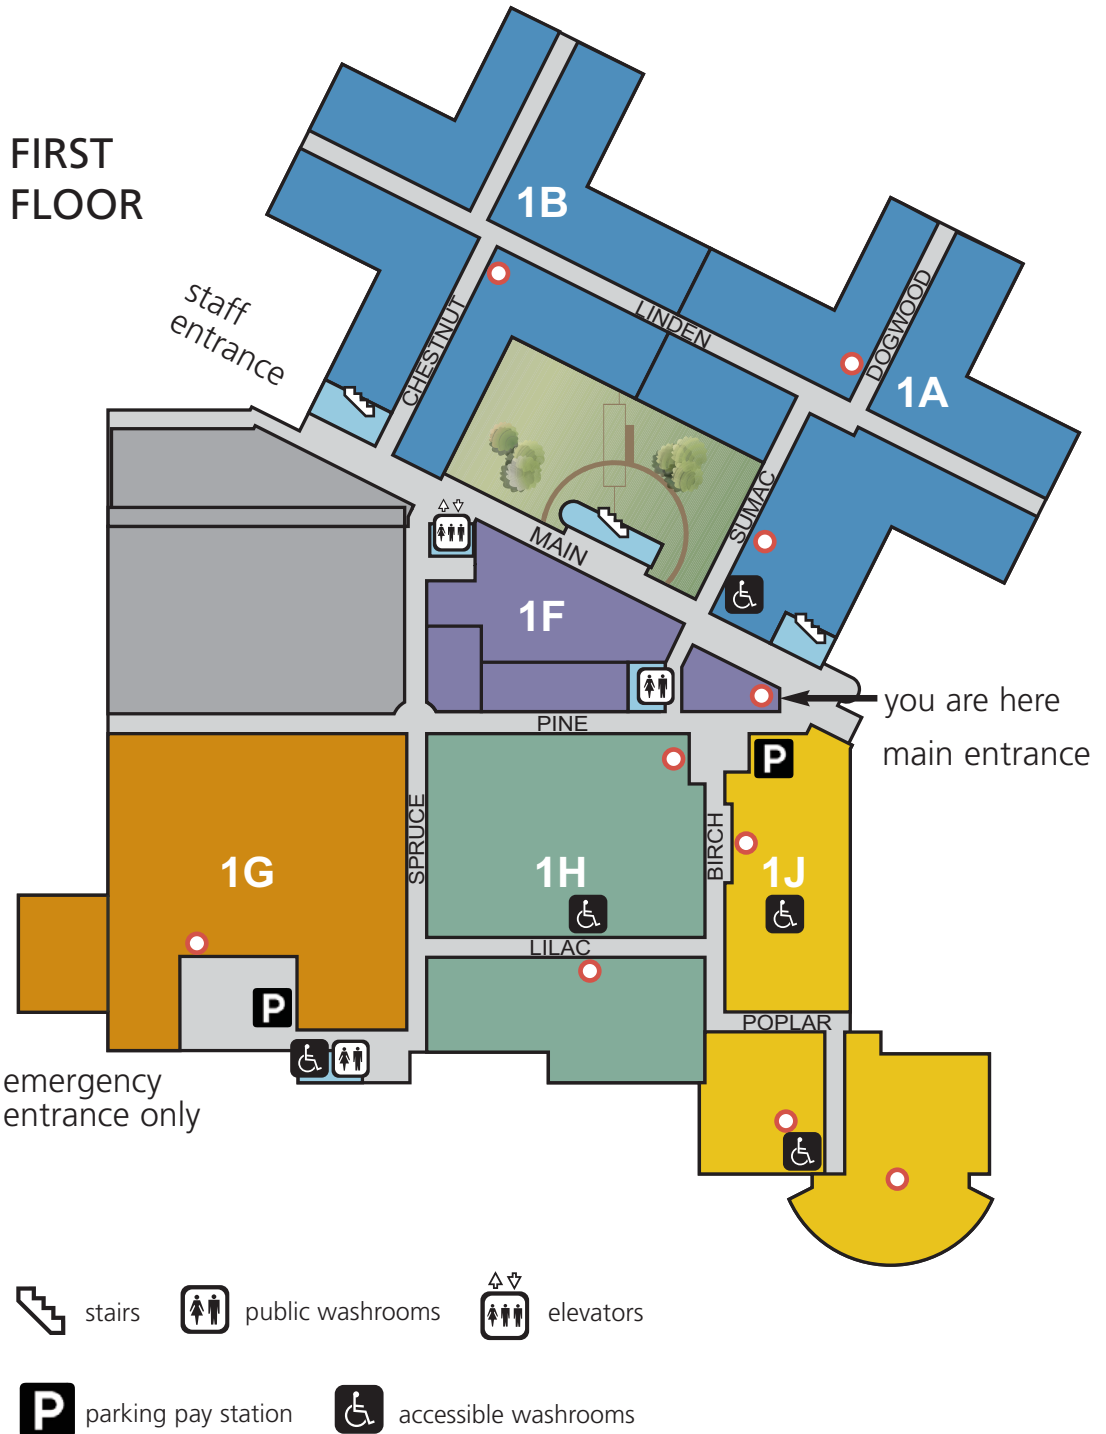 FIRST
FLOOR
1B
staff
entrance
CHESTNUT
LINDEN
DOGWOOD
1A
SUMAC
MAIN
1F
you are here
PINE
main entrance
P
SPRUCE
BIRCH
1G
1H
1J
LILAC
P
POPLAR
emergency
entrance only
stairs
public washrooms
elevators
P
parking pay station
accessible washrooms